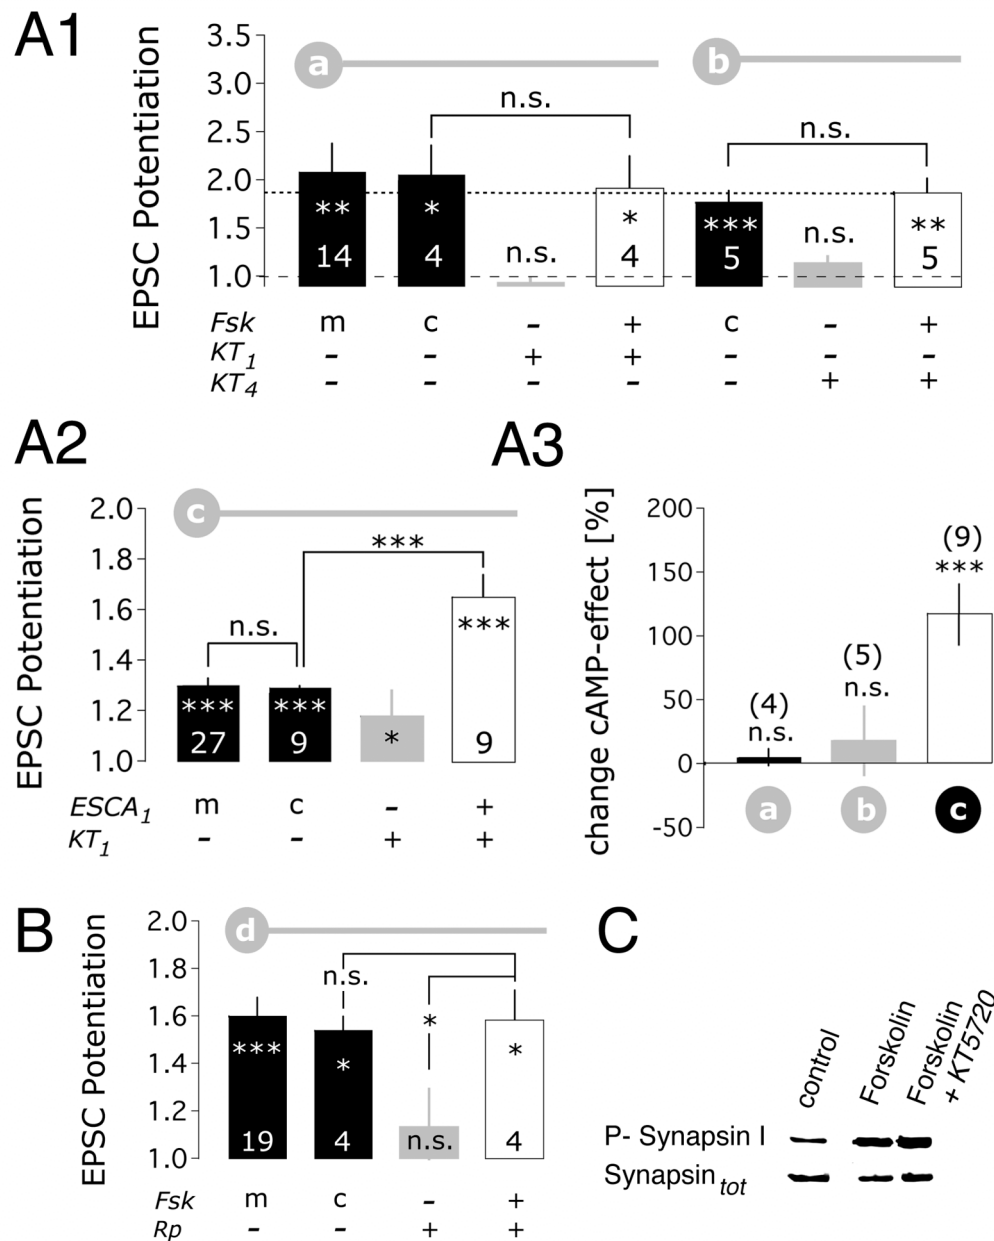 A1
EPSC Potentiation
3.5
3.0
2.5
2.0
1.5
1.0
a
b
n.s.
n.s.
** * * *** **
n.s. n.s.
14 4 4 5 5
Fsk m c - + c - +
KT1 - - + + - - -
KT4 - - - - - + +
A2
EPSC Potentiation
2.0
1.8
1.6
1.4
1.2
1.0
c
***
n.s.
*** *** * ***
27 9 9
ESCA1 m c - +
KT1 - - + +
A3
change cAMP-effect [%]
200
150
100
50
0
-50
(4) (5) (9)
n.s. n.s. ***
a b c
B
EPSC Potentiation
2.0
1.8
1.6
1.4
1.2
1.0
d
n.s.
*
*** * n.s. *
19 4 4
Fsk m c - +
Rp - - + +
C
control
Forskolin
Forskolin
+ KT5720
P- Synapsin I
Synapsin tot